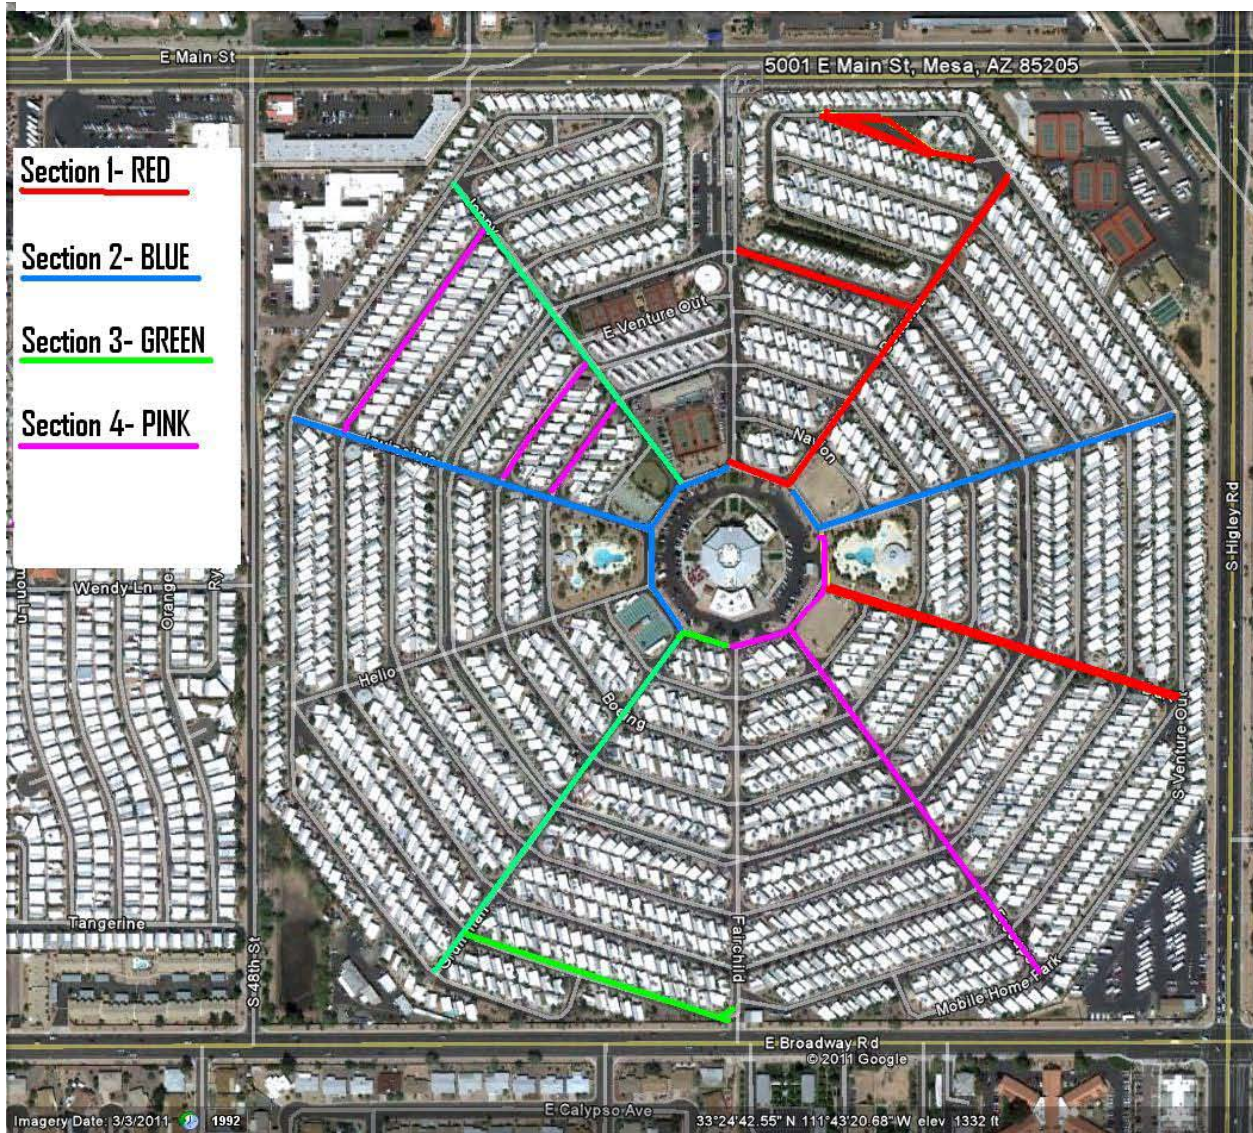 E Main St
5001 E Main St, Mesa, AZ 85205
Section 1- RED
Section 2- BLUE
Section 3- GREEN
Section 4- PINK
E Venture Out
Navion
S Higley Rd
Wendy Ln
Hello
Boeing
S Venture Out
Tangerine
S 48th St
Fairchild
Mobile Home Park
E Broadway Rd
© 2011 Google
E Calypso Ave
Imagery Date: 3/3/2011
1992
33°24'42.55" N 111°43'20.68" W elev 1332 ft